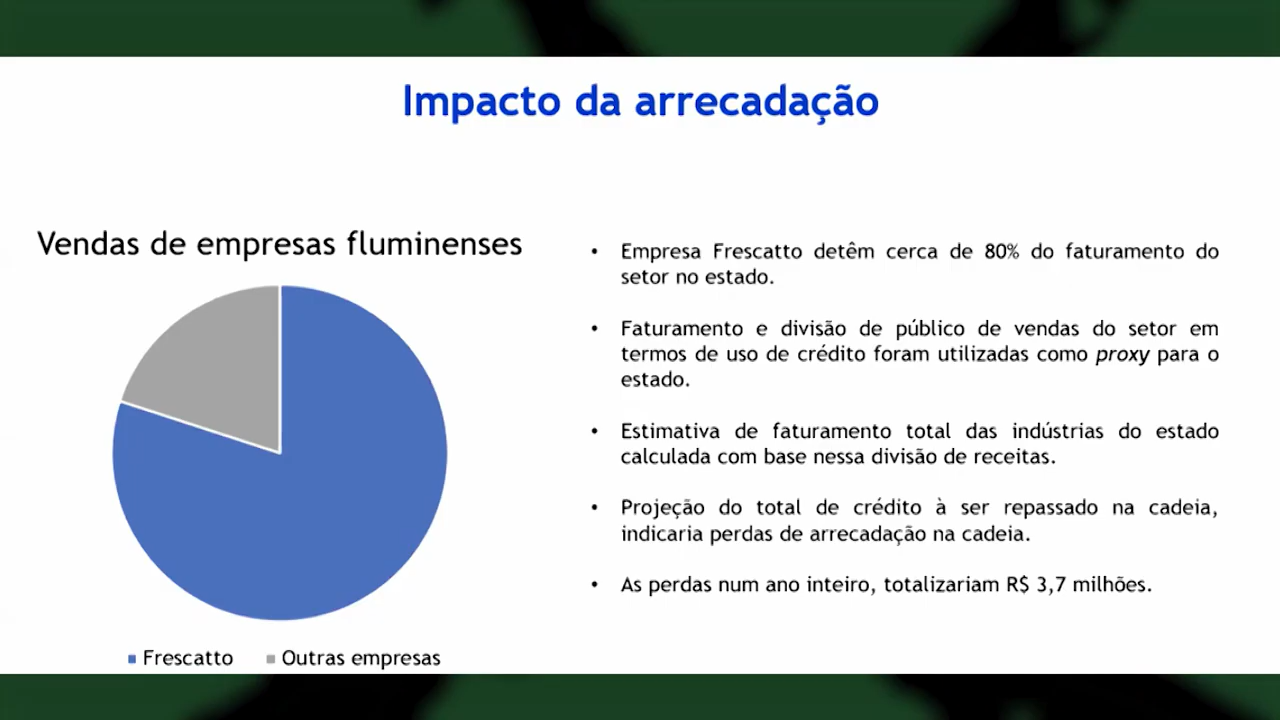 Impacto da arrecadação
Vendas de empresas fluminenses
Frescatto
Outras empresas
• Empresa Frescatto detêm cerca de 80% do faturamento do
setor no estado.
• Faturamento e divisão de público de vendas do setor em
termos de uso de crédito foram utilizadas como proxy para o
estado.
• Estimativa de faturamento total das indústrias do estado
calculada com base nessa divisão de receitas.
• Projeção do total de crédito à ser repassado na cadeia,
indicaria perdas de arrecadação na cadeia.
• As perdas num ano inteiro, totalizariam R$ 3,7 milhões.